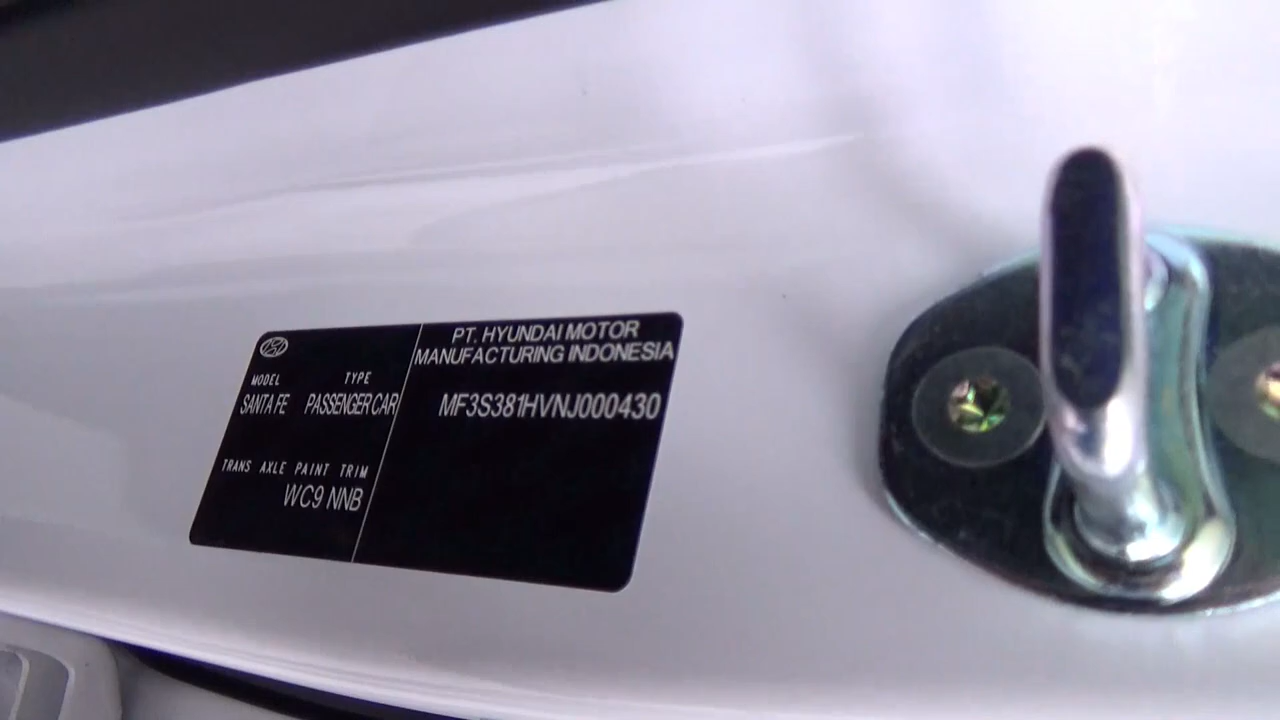 PT. HYUNDAI MOTOR
MANUFACTURING INDONESIA
MODEL TYPE
SANTA FE PASSENGER CAR
MF3S381HVNJ000430
TRANS AXLE PAINT TRIM
WC9 NNB